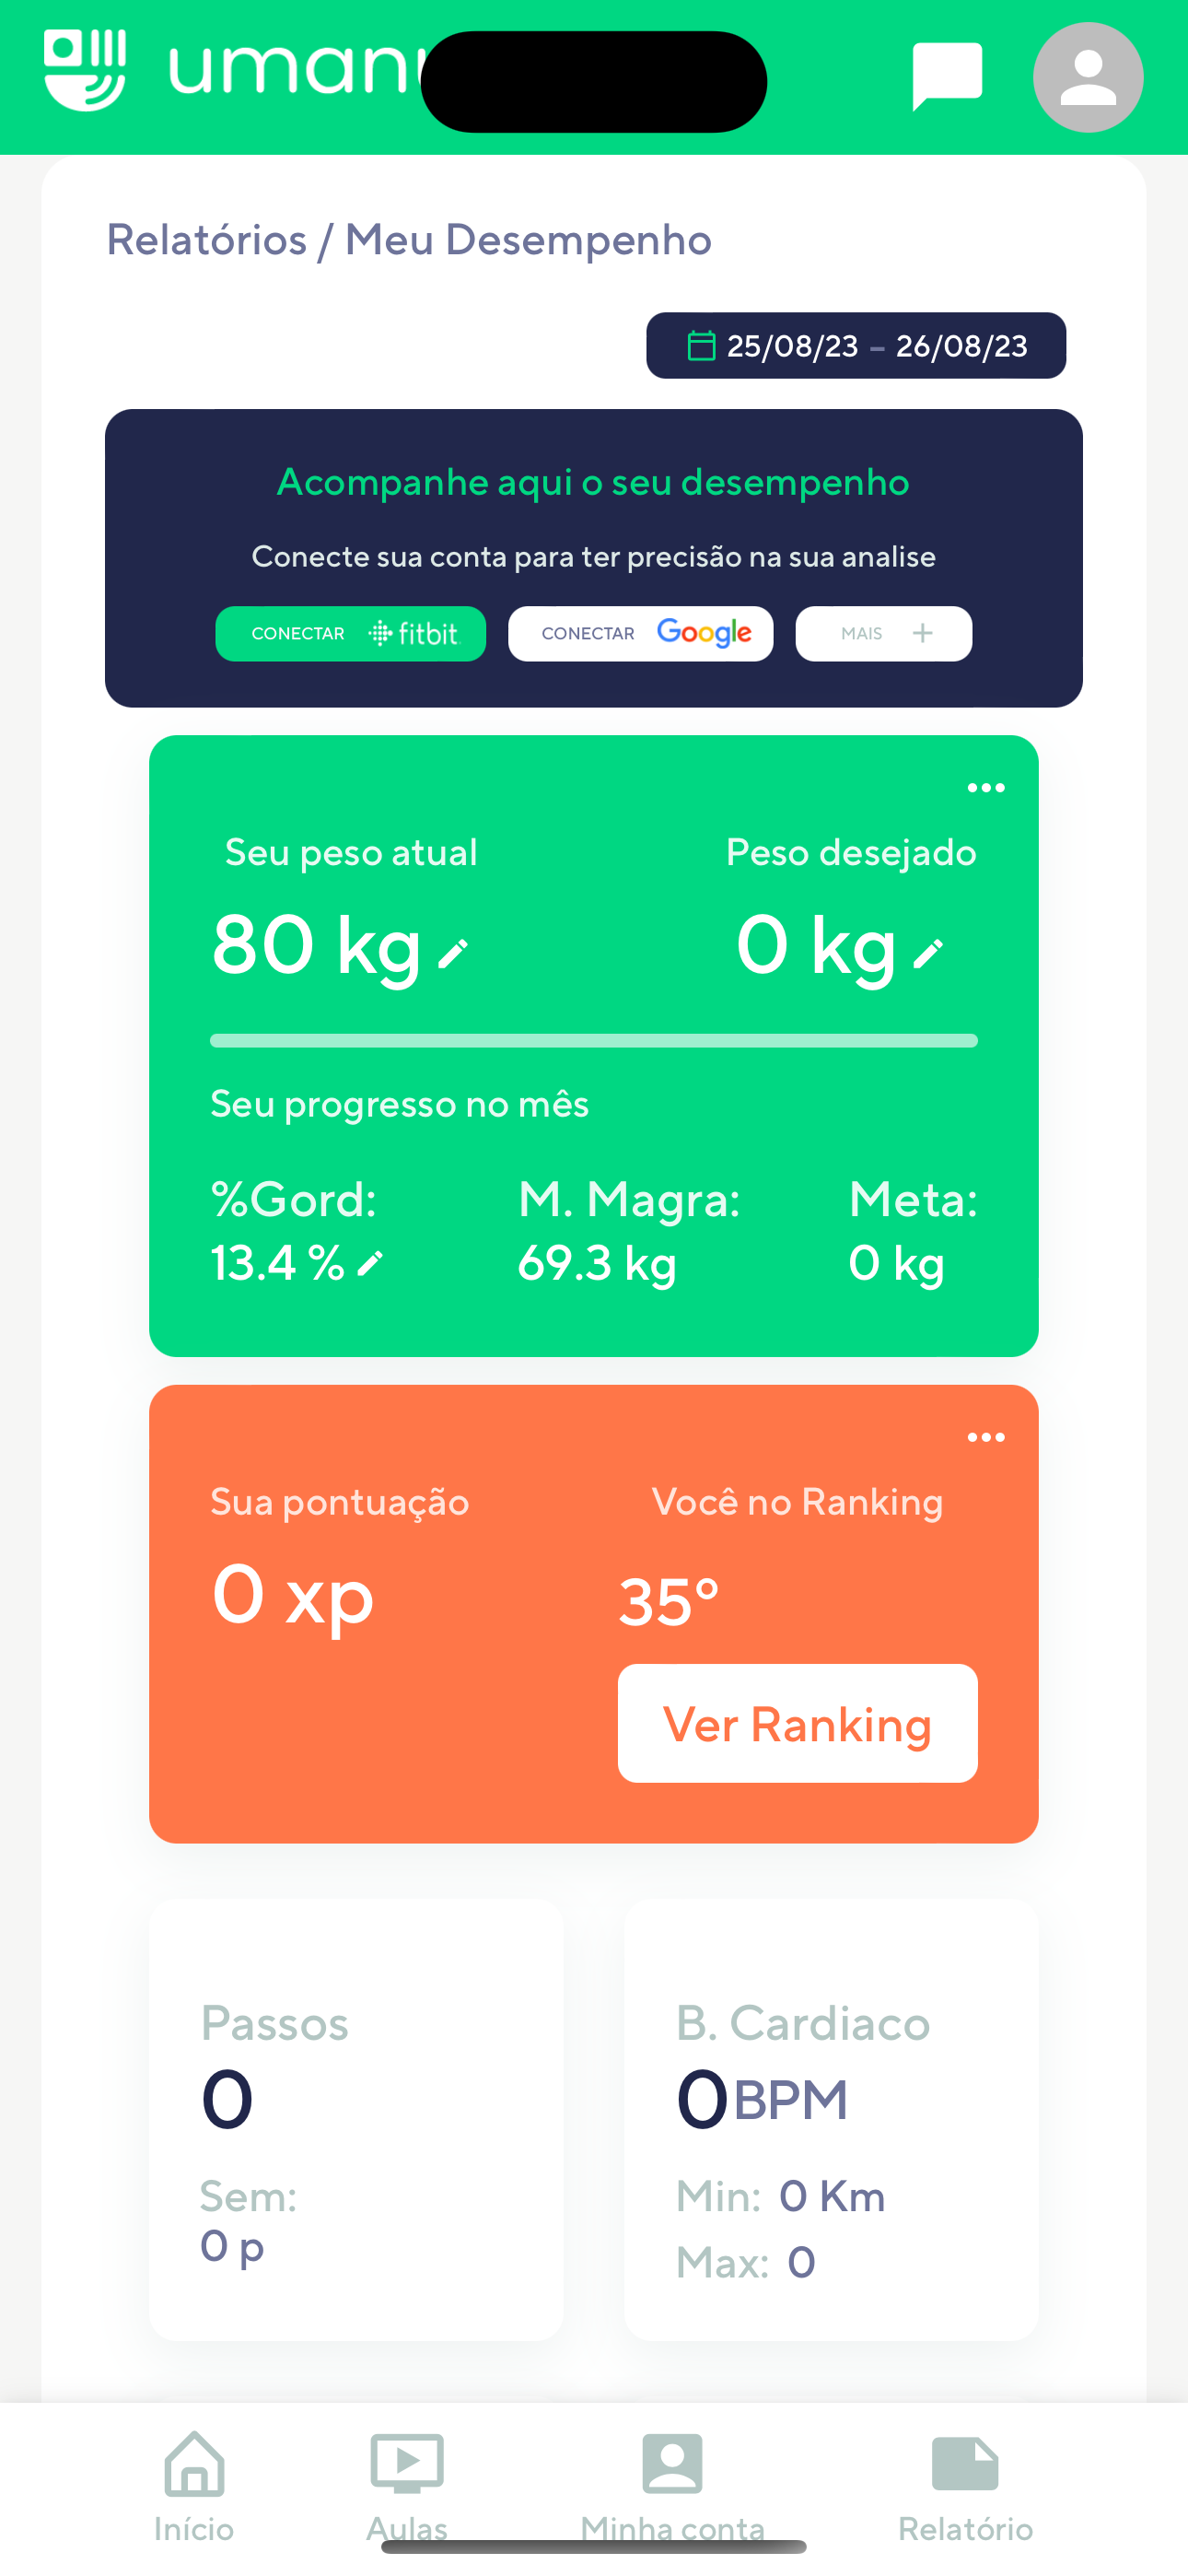 Relatórios / Meu Desempenho
25/08/23 – 26/08/23
Acompanhe aqui o seu desempenho
Conecte sua conta para ter precisão na sua analise
CONECTAR fitbit CONECTAR Google MAIS +
Seu peso atual Peso desejado
80 kg 0 kg
Seu progresso no mês
%Gord: M. Magra: Meta:
13.4 % 69.3 kg 0 kg
Sua pontuação Você no Ranking
0 xp 35°
Ver Ranking
Passos
0
Sem:
0 p
B. Cardiaco
0 BPM
Min: 0 Km
Max: 0
Início Aulas Minha conta Relatório